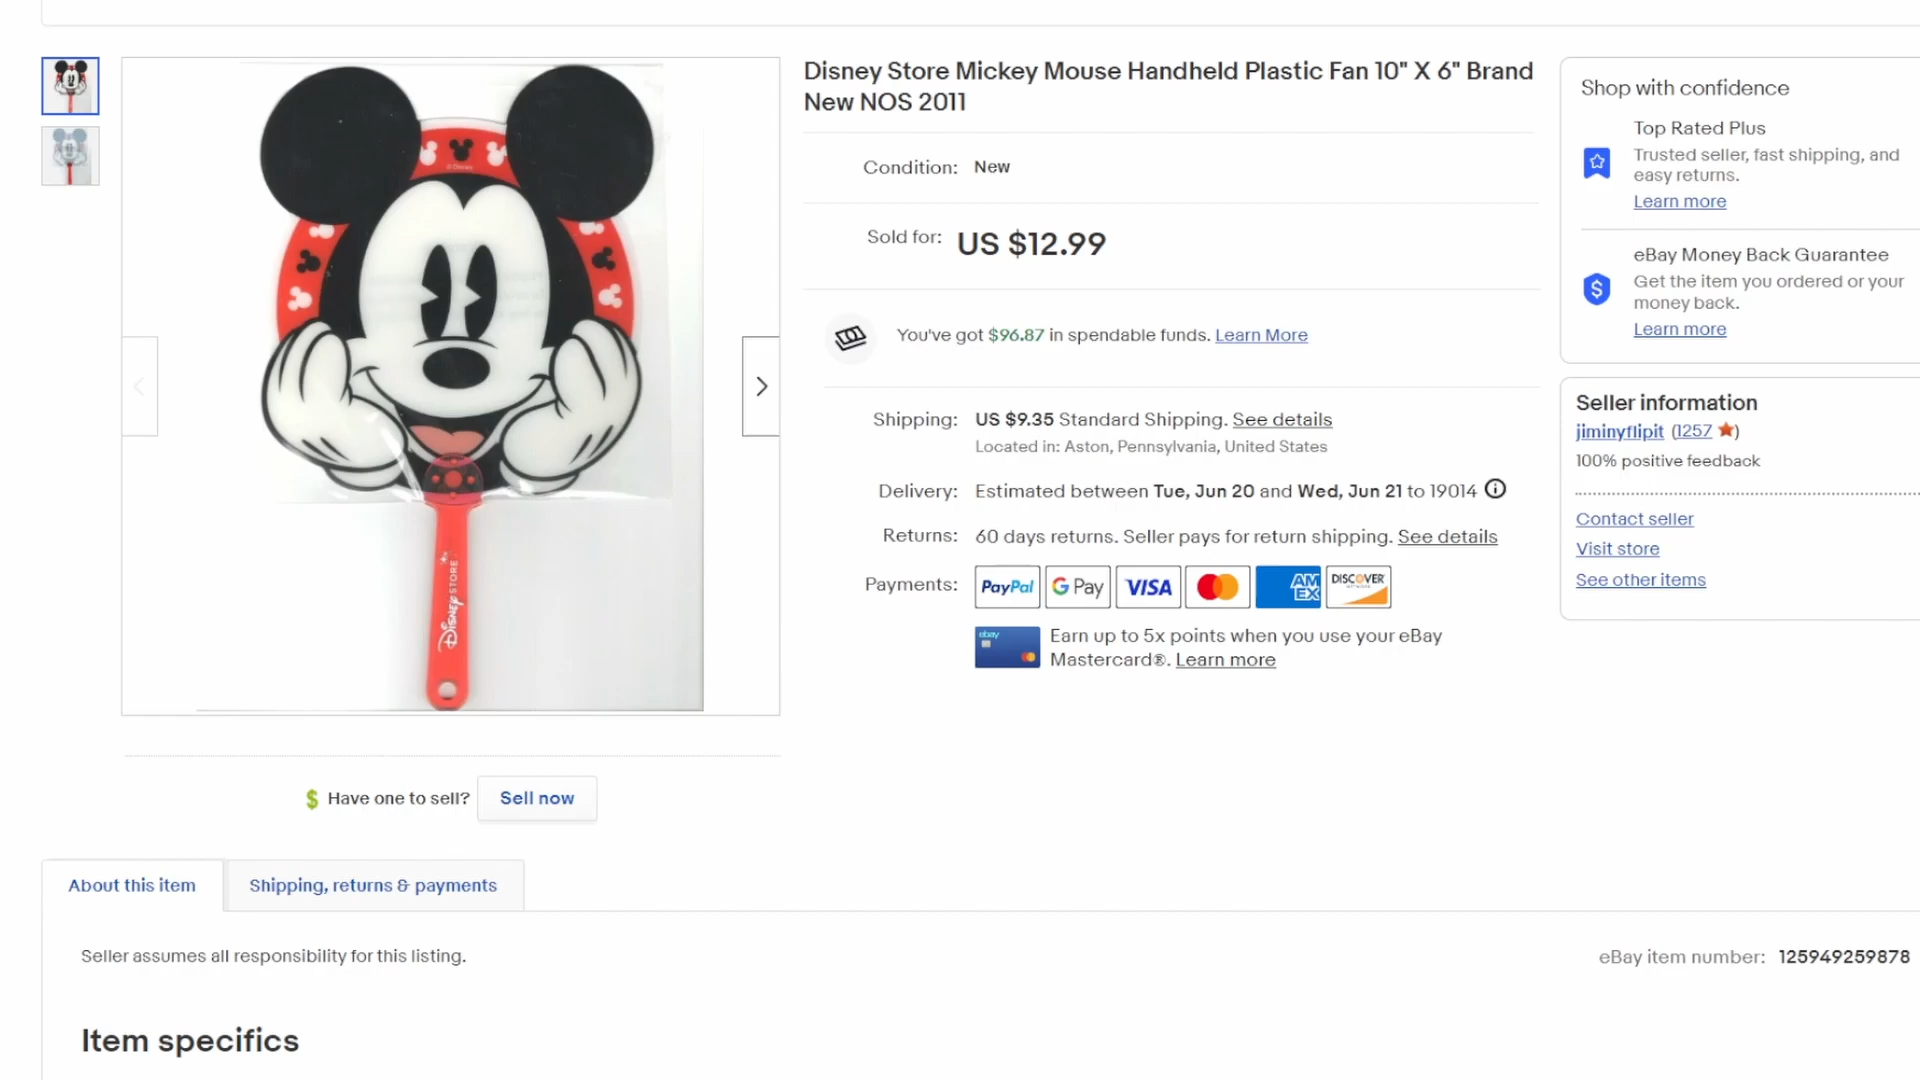 © Disney
DISNEY STORE
Disney Store Mickey Mouse Handheld Plastic Fan 10" X 6" Brand
New NOS 2011
Condition: New
Sold for: US $12.99
You've got $96.87 in spendable funds. Learn More
Shipping: US $9.35 Standard Shipping. See details
Located in: Aston, Pennsylvania, United States
Delivery: Estimated between Tue, Jun 20 and Wed, Jun 21 to 19014
Returns: 60 days returns. Seller pays for return shipping. See details
Payments: PayPal G Pay VISA AM EX DISCOVER
ebay
Earn up to 5x points when you use your eBay
Mastercard®. Learn more
Shop with confidence
Top Rated Plus
Trusted seller, fast shipping, and
easy returns.
Learn more
eBay Money Back Guarantee
$
Get the item you ordered or your
money back.
Learn more
Seller information
jiminyflipit (1257)
100% positive feedback
Contact seller
Visit store
See other items
$ Have one to sell? Sell now
About this item
Shipping, returns & payments
Seller assumes all responsibility for this listing.
eBay item number: 125949259878
Item specifics